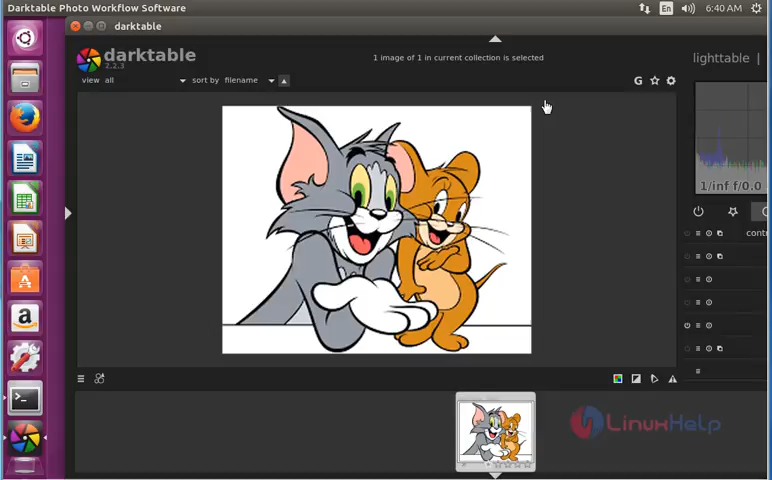 Darktable Photo Workflow Software
En
6:40 AM
darktable
darktable
2.2.3
1 image of 1 in current collection is selected
lighttable |
view all
sort by filename
G
1/inf f/0.0
LinuxHelp